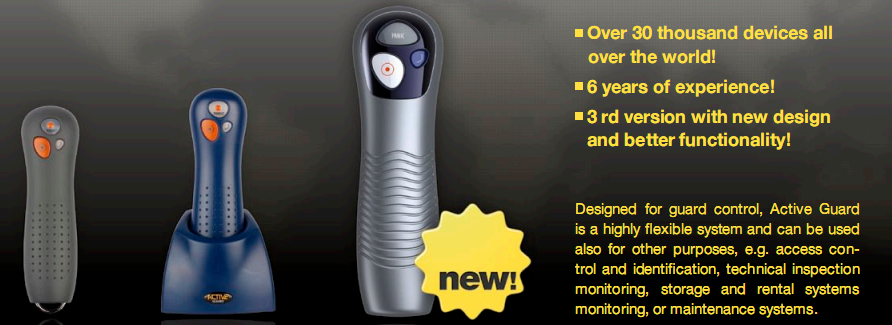 Over 30 thousand devices all
over the world!
6 years of experience!
3 rd version with new design
and better functionality!
Designed for guard control, Active Guard
is a highly flexible system and can be used
also for other purposes, e.g. access con-
trol and identification, technical inspection
monitoring, storage and rental systems
monitoring, or maintenance systems.
new!
ACTIVE